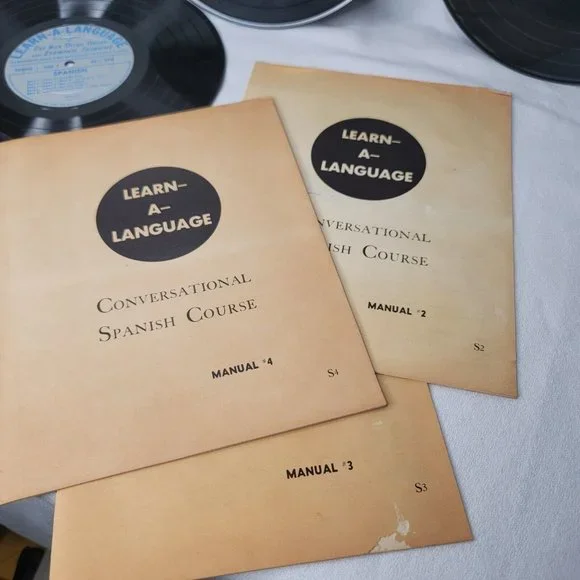 LEARN-A-LANGUAGE
SPANISH
LEARN–
–A–
LANGUAGE
CONVERSATIONAL
SPANISH COURSE
MANUAL #4
S4
LEARN–
–A–
LANGUAGE
VERSATIONAL
ISH COURSE
MANUAL #2
S2
MANUAL #3
S3